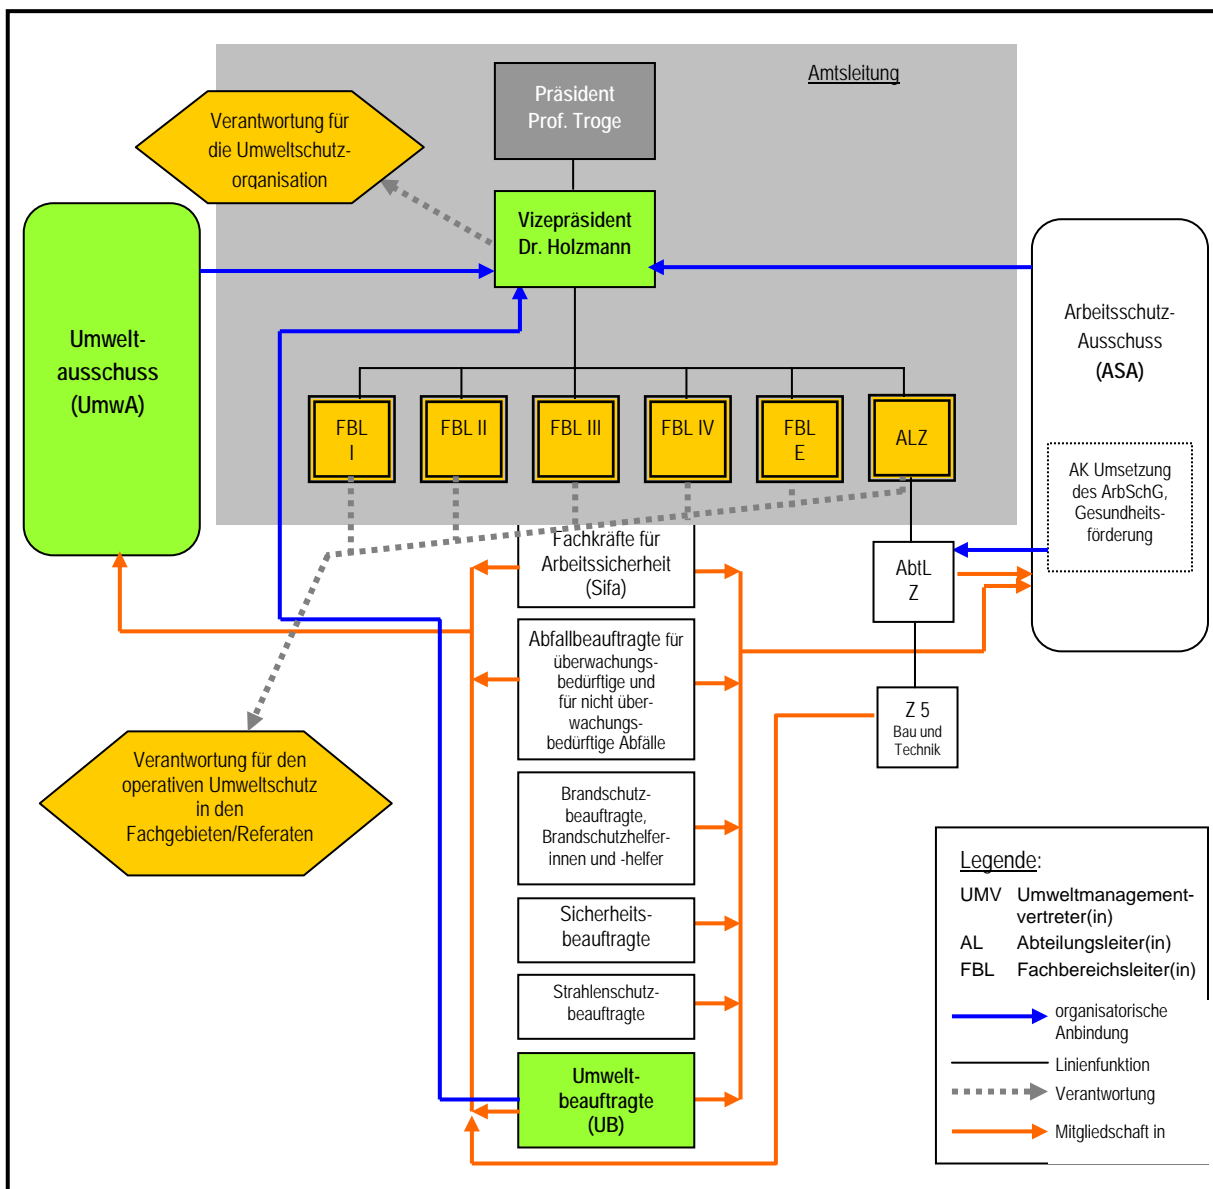 Amtsleitung
Präsident
Prof. Troge
Verantwortung für
die Umweltschutz-
organisation
Vizepräsident
Dr. Holzmann
Umwelt-
ausschuss
(UmwA)
Arbeitsschutz-
Ausschuss
(ASA)
AK Umsetzung
des ArbSchG,
Gesundheits-
förderung
FBL
I
FBL II
FBL III
FBL IV
FBL
E
ALZ
Fachkräfte für
Arbeitssicherheit
(Sifa)
AbtL
Z
Abfallbeauftragte für
überwachungs-
bedürftige und
für nicht über-
wachungs-
bedürftige Abfälle
Z 5
Bau und
Technik
Verantwortung für den
operativen Umweltschutz
in den
Fachgebieten/Referaten
Brandschutz-
beauftragte,
Brandschutzhelfer-
innen und -helfer
Sicherheits-
beauftragte
Strahlenschutz-
beauftragte
Umwelt-
beauftragte
(UB)
Legende:
UMV Umweltmanagement-
vertreter(in)
AL Abteilungsleiter(in)
FBL Fachbereichsleiter(in)
organisatorische
Anbindung
Linienfunktion
Verantwortung
Mitgliedschaft in